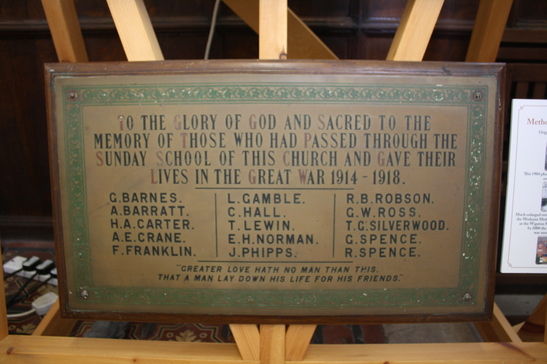 TO THE GLORY OF GOD AND SACRED TO THE
MEMORY OF THOSE WHO HAD PASSED THROUGH THE
SUNDAY SCHOOL OF THIS CHURCH AND GAVE THEIR
LIVES IN THE GREAT WAR 1914-1918.
G. BARNES.
A. BARRATT.
H.A. CARTER.
A.E. CRANE.
F. FRANKLIN.
L. GAMBLE.
C. HALL.
T. LEWIN.
E.H. NORMAN.
J. PHIPPS.
R.B. ROBSON.
G.W. ROSS.
T.G. SILVERWOOD.
G. SPENCE.
R. SPENCE.
"GREATER LOVE HATH NO MAN THAN THIS,
THAT A MAN LAY DOWN HIS LIFE FOR HIS FRIENDS."